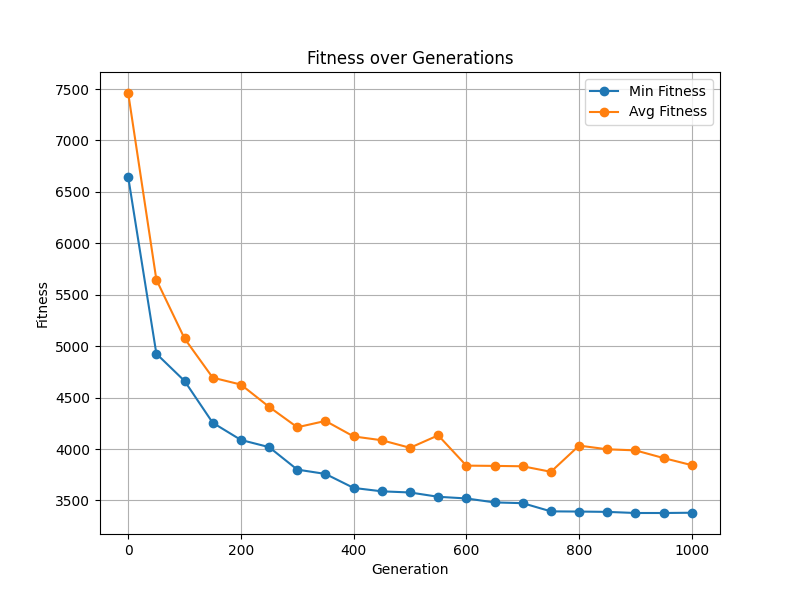 Fitness over Generations
Min Fitness
Avg Fitness
7500
7000
6500
6000
5500
5000
4500
4000
3500
Fitness
0 200 400 600 800 1000
Generation